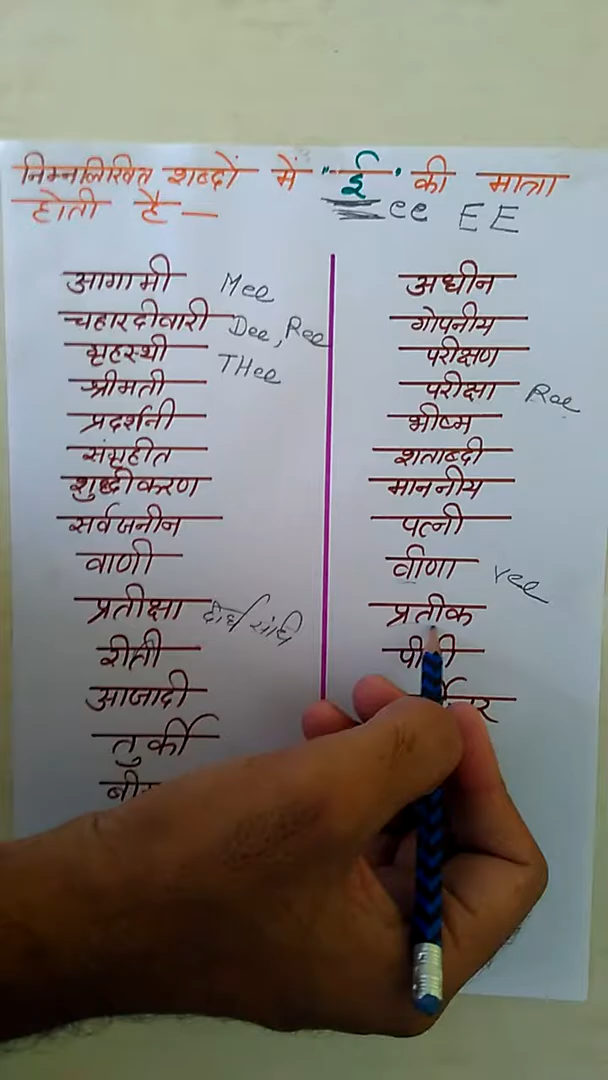 निम्नलिखित शब्दों में "ई" की मात्रा
होती है— ee EE
आगामी Mee
चहारदीवारी Dee, Ree
गृहस्थी THee
श्रीमती
प्रदर्शनी
संगृहीत
शुद्धीकरण
सर्वजनीन
वाणी
प्रतीक्षा दीर्घ संधि
रीती
आजादी
तुर्की
अधीन
गोपनीय
परीक्षण
परीक्षा Ree
भीष्म
शताब्दी
माननीय
पत्नी
वीणा vee
प्रतीक